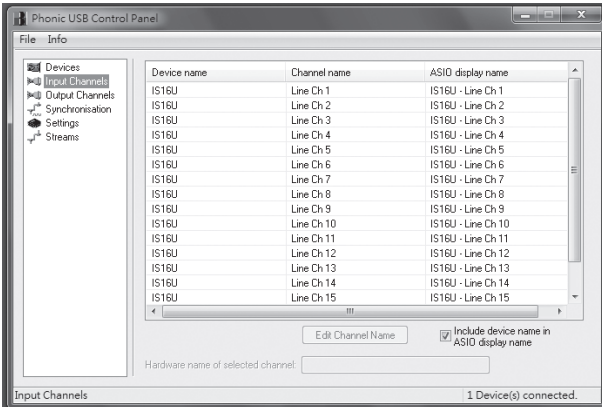 Phonic USB Control Panel
File Info
Devices
Input Channels
Output Channels
Synchronisation
Settings
Streams
Device name Channel name ASIO display name
IS16U Line Ch 1 IS16U - Line Ch 1
IS16U Line Ch 2 IS16U - Line Ch 2
IS16U Line Ch 3 IS16U - Line Ch 3
IS16U Line Ch 4 IS16U - Line Ch 4
IS16U Line Ch 5 IS16U - Line Ch 5
IS16U Line Ch 6 IS16U - Line Ch 6
IS16U Line Ch 7 IS16U - Line Ch 7
IS16U Line Ch 8 IS16U - Line Ch 8
IS16U Line Ch 9 IS16U - Line Ch 9
IS16U Line Ch 10 IS16U - Line Ch 10
IS16U Line Ch 11 IS16U - Line Ch 11
IS16U Line Ch 12 IS16U - Line Ch 12
IS16U Line Ch 13 IS16U - Line Ch 13
IS16U Line Ch 14 IS16U - Line Ch 14
IS16U Line Ch 15 IS16U - Line Ch 15
Edit Channel Name
Include device name in
ASIO display name
Hardware name of selected channel:
Input Channels 1 Device(s) connected.